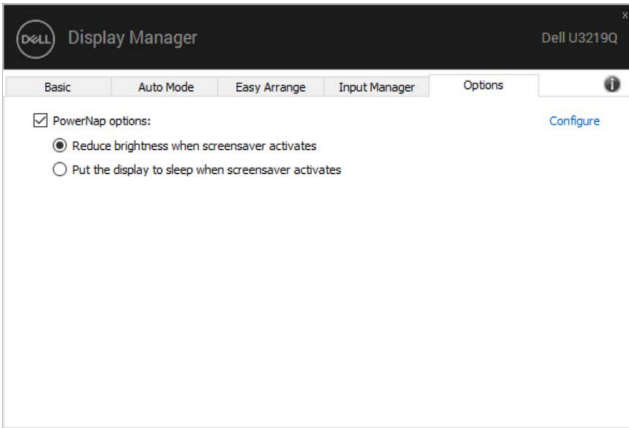 x
DELL Display Manager Dell U3219Q
Basic Auto Mode Easy Arrange Input Manager Options i
PowerNap options: Configure
Reduce brightness when screensaver activates
Put the display to sleep when screensaver activates